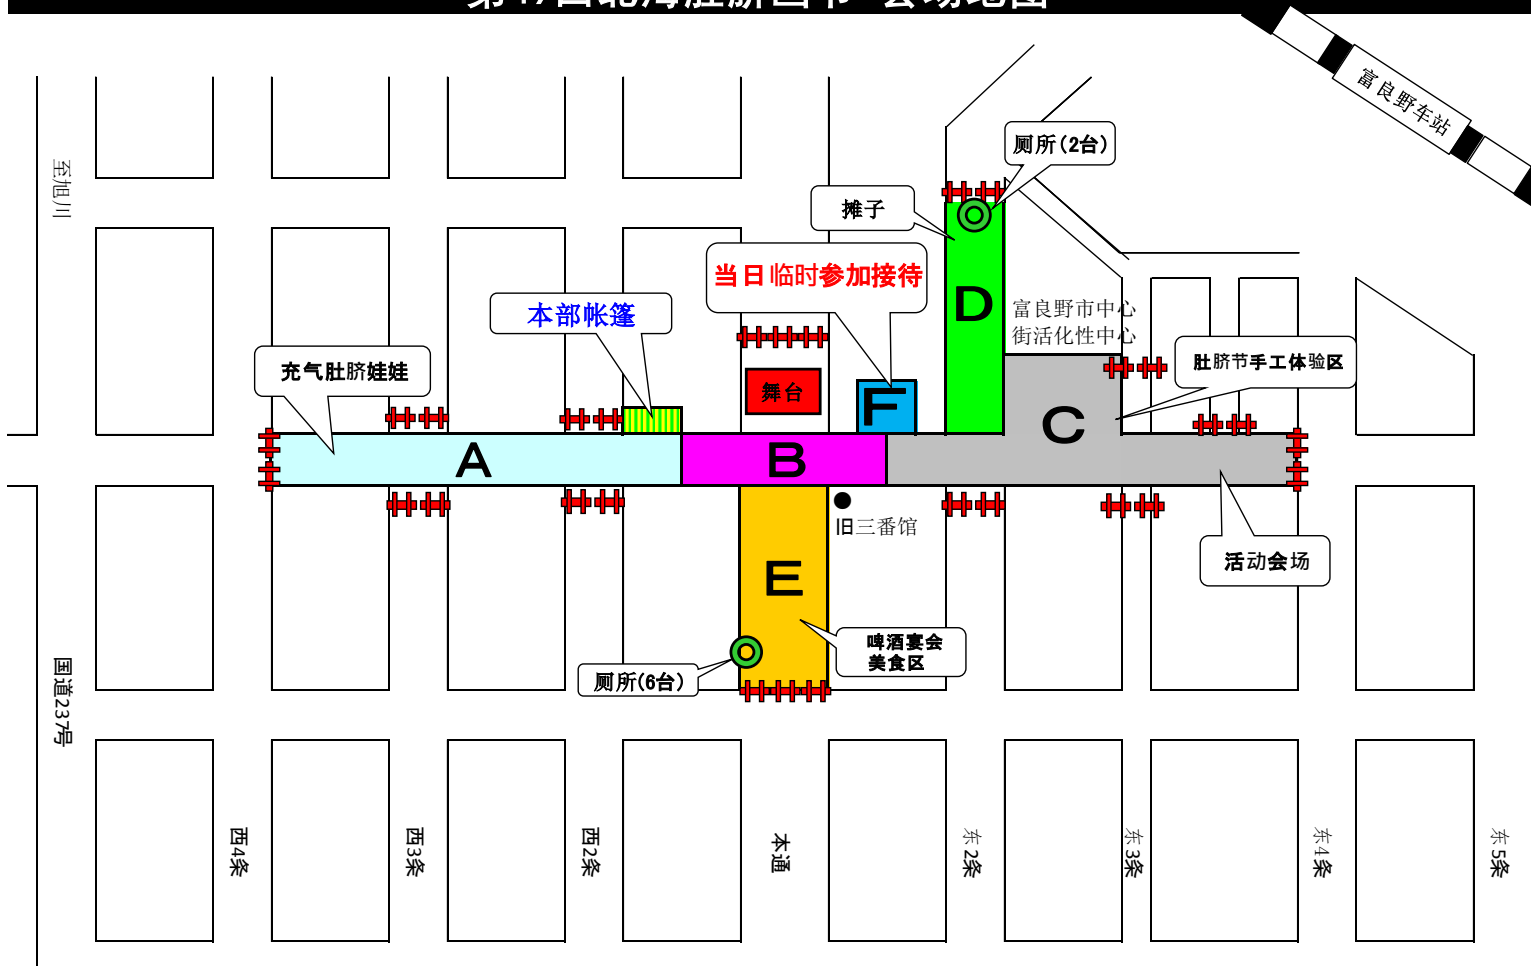 富良野车站
厕所(2台)
至旭川
摊子
当日临时参加接待
本部帐篷
富良野市中心
街活化性中心
充气肚脐娃娃
肚脐节手工体验区
舞台
D
F
C
A
B
旧三番馆
活动会场
E
啤酒宴会
美食区
厕所(6台)
国道237号
西4条
西3条
西2条
本通
东2条
东3条
东4条
东5条